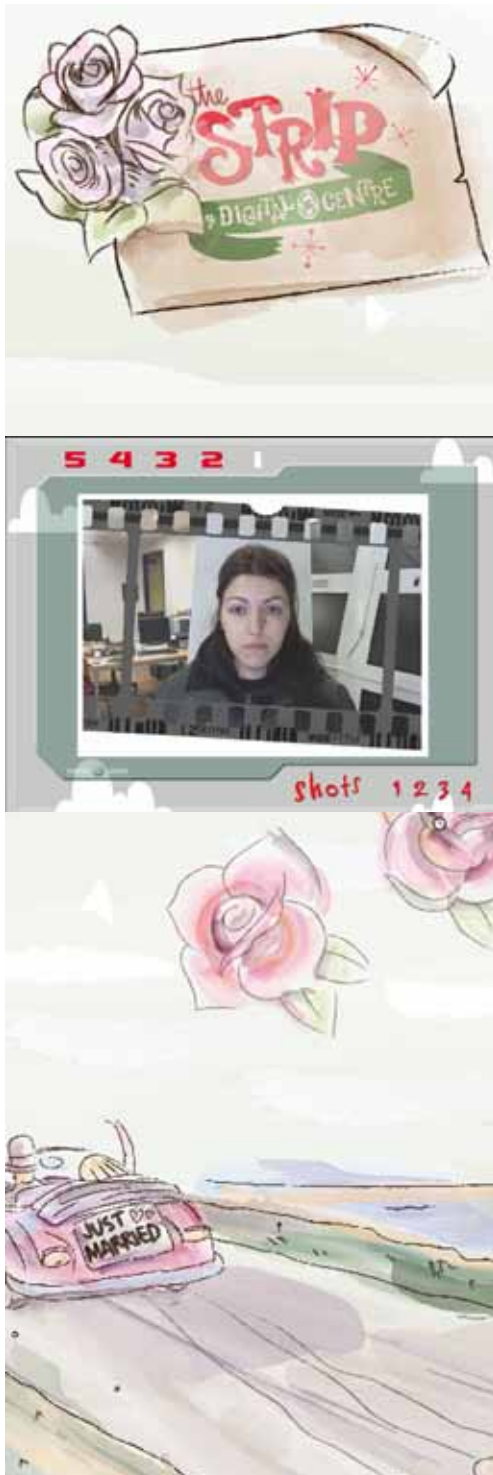 the
STRIP
DIGITAL CENTRE
5 4 3 2 1
shots 1 2 3 4
JUST
MARRIED